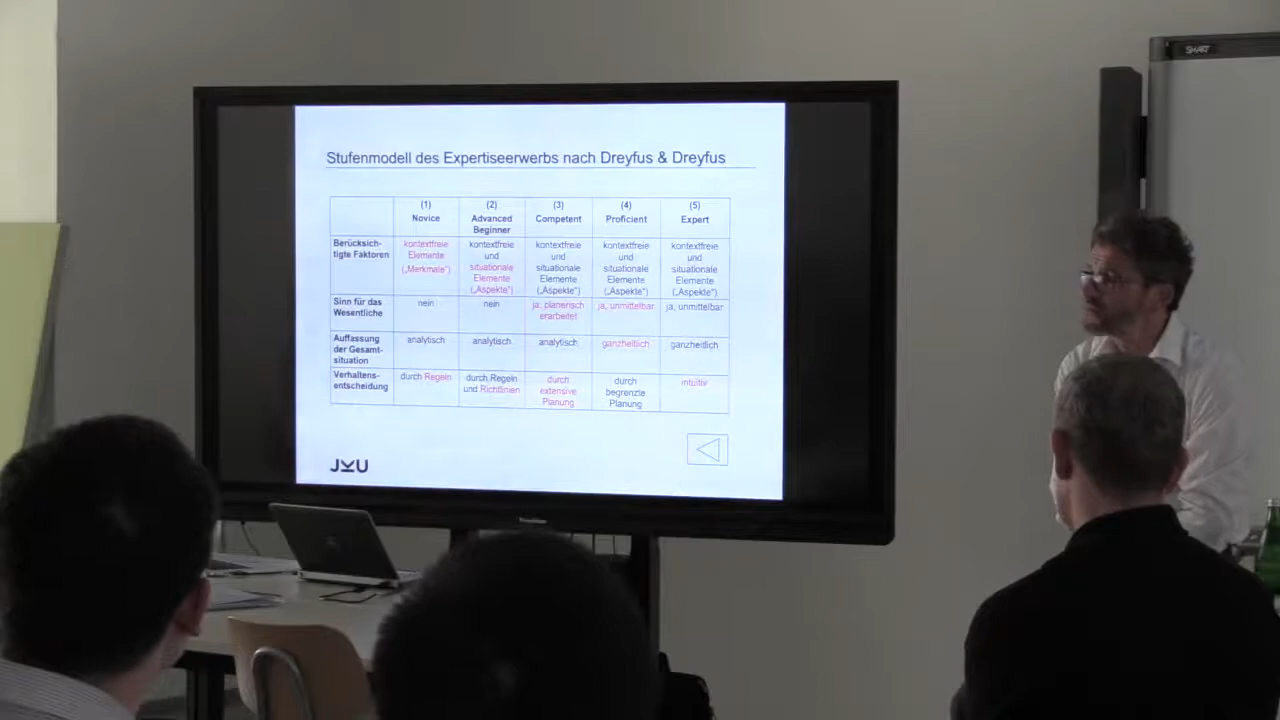 SMART
Stufenmodell des Expertiseerwerbs nach Dreyfus & Dreyfus
(1)
Novice
(2)
Advanced
Beginner
(3)
Competent
(4)
Proficient
(5)
Expert
Berücksich-
tigte Faktoren
kontextfreie
Elemente
(„Merkmale")
kontextfreie
und
situationale
Elemente
(„Aspekte")
kontextfreie
und
situationale
Elemente
(„Aspekte")
kontextfreie
und
situationale
Elemente
(„Aspekte")
kontextfreie
und
situationale
Elemente
(„Aspekte")
Sinn für das
Wesentliche
nein
nein
ja, planerisch
erarbeitet
ja, unmittelbar
ja, unmittelbar
Auffassung
der Gesamt-
situation
analytisch
analytisch
analytisch
ganzheitlich
ganzheitlich
Verhaltens-
entscheidung
durch Regeln
durch Regeln
und Richtlinien
durch
extensive
Planung
durch
begrenzte
Planung
intuitiv
JKU